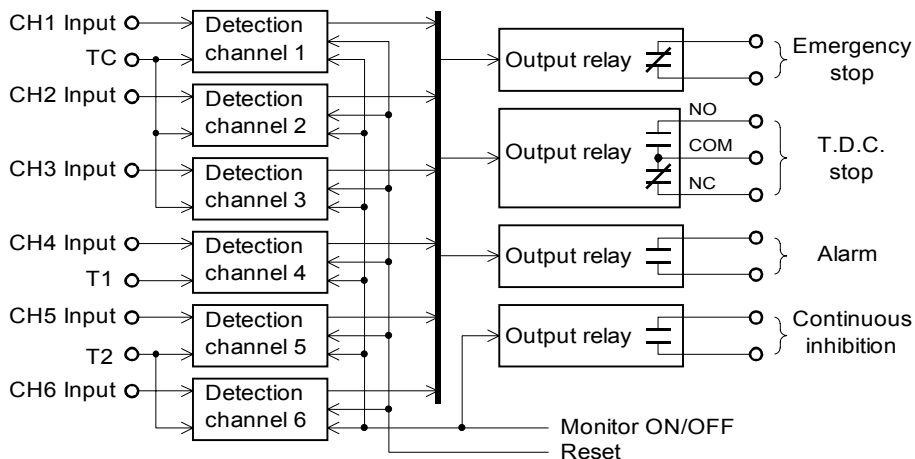 CH1 Input
TC
CH2 Input
CH3 Input
CH4 Input
T1
CH5 Input
T2
CH6 Input
Detection
channel 1
Detection
channel 2
Detection
channel 3
Detection
channel 4
Detection
channel 5
Detection
channel 6
Output relay
Emergency
stop
Output relay
NO
COM
NC
T.D.C.
stop
Output relay
Alarm
Output relay
Continuous
inhibition
Monitor ON/OFF
Reset